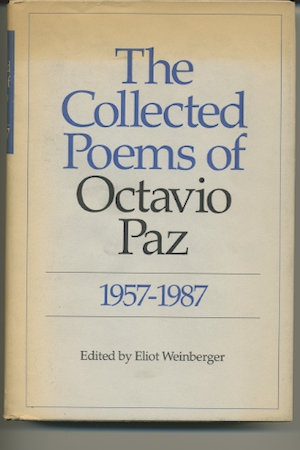 The
Collected
Poems of
Octavio
Paz
1957-1987
Edited by Eliot Weinberger